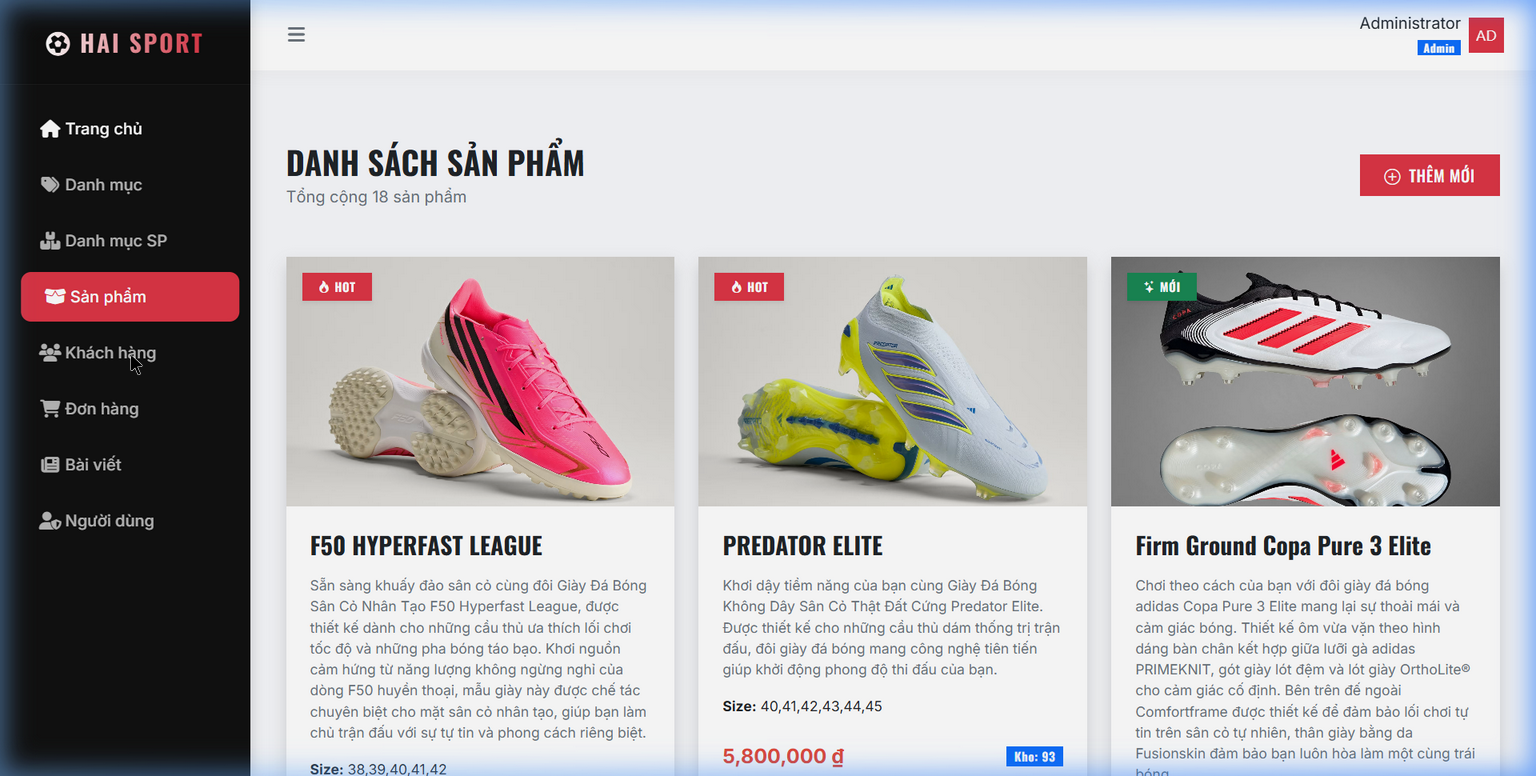 HAI SPORT
Administrator
Admin
AD
Trang chủ
Danh mục
Danh mục SP
Sản phẩm
Khách hàng
Đơn hàng
Bài viết
Người dùng
DANH SÁCH SẢN PHẨM
Tổng cộng 18 sản phẩm
THÊM MỚI
HOT
F50 HYPERFAST LEAGUE
Sẵn sàng khuấy đảo sân cỏ cùng đôi Giày Đá Bóng
Sân Cỏ Nhân Tạo F50 Hyperfast League, được
thiết kế dành cho những cầu thủ ưa thích lối chơi
tốc độ và những pha bóng táo bạo. Khơi nguồn
cảm hứng từ năng lượng không ngừng nghỉ của
dòng F50 huyền thoại, mẫu giày này được chế tác
chuyên biệt cho mặt sân cỏ nhân tạo, giúp bạn làm
chủ trận đấu với sự tự tin và phong cách riêng biệt.
Size: 38,39,40,41,42
HOT
PREDATOR
PREDATOR ELITE
Khơi dậy tiềm năng của bạn cùng Giày Đá Bóng
Không Dây Sân Cỏ Thật Đất Cứng Predator Elite.
Được thiết kế cho những cầu thủ dám thống trị trận
đấu, đôi giày đá bóng mang công nghệ tiên tiến
giúp khởi động phong độ thi đấu của bạn.
Size: 40,41,42,43,44,45
5,800,000 ₫
Kho: 93
MỚI
COPA
COPA
Firm Ground Copa Pure 3 Elite
Chơi theo cách của bạn với đôi giày đá bóng
adidas Copa Pure 3 Elite mang lại sự thoải mái và
cảm giác bóng. Thiết kế ôm vừa vặn theo hình
dáng bàn chân kết hợp giữa lưỡi gà adidas
PRIMEKNIT, gót giày lót đệm và lót giày OrthoLite®
cho cảm giác cố định. Bên trên đế ngoài
Comfortframe được thiết kế để đảm bảo lối chơi tự
tin trên sân cỏ tự nhiên, thân giày bằng da
Fusionskin đảm bảo bạn luôn hòa làm một cùng trái
bóng.